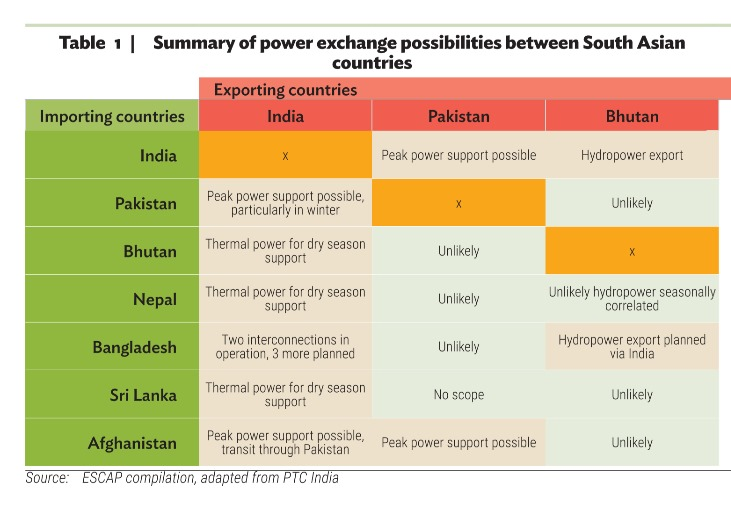 Table 1 | Summary of power exchange possibilities between South Asian
countries
Exporting countries
Importing countries India Pakistan Bhutan
India x Peak power support possible Hydropower export
Pakistan Peak power support possible, particularly in winter x Unlikely
Bhutan Thermal power for dry season support Unlikely x
Nepal Thermal power for dry season support Unlikely Unlikely hydropower seasonally correlated
Bangladesh Two interconnections in operation, 3 more planned Unlikely Hydropower export planned via India
Sri Lanka Thermal power for dry season support No scope Unlikely
Afghanistan Peak power support possible, transit through Pakistan Peak power support possible Unlikely
Source: ESCAP compilation, adapted from PTC India